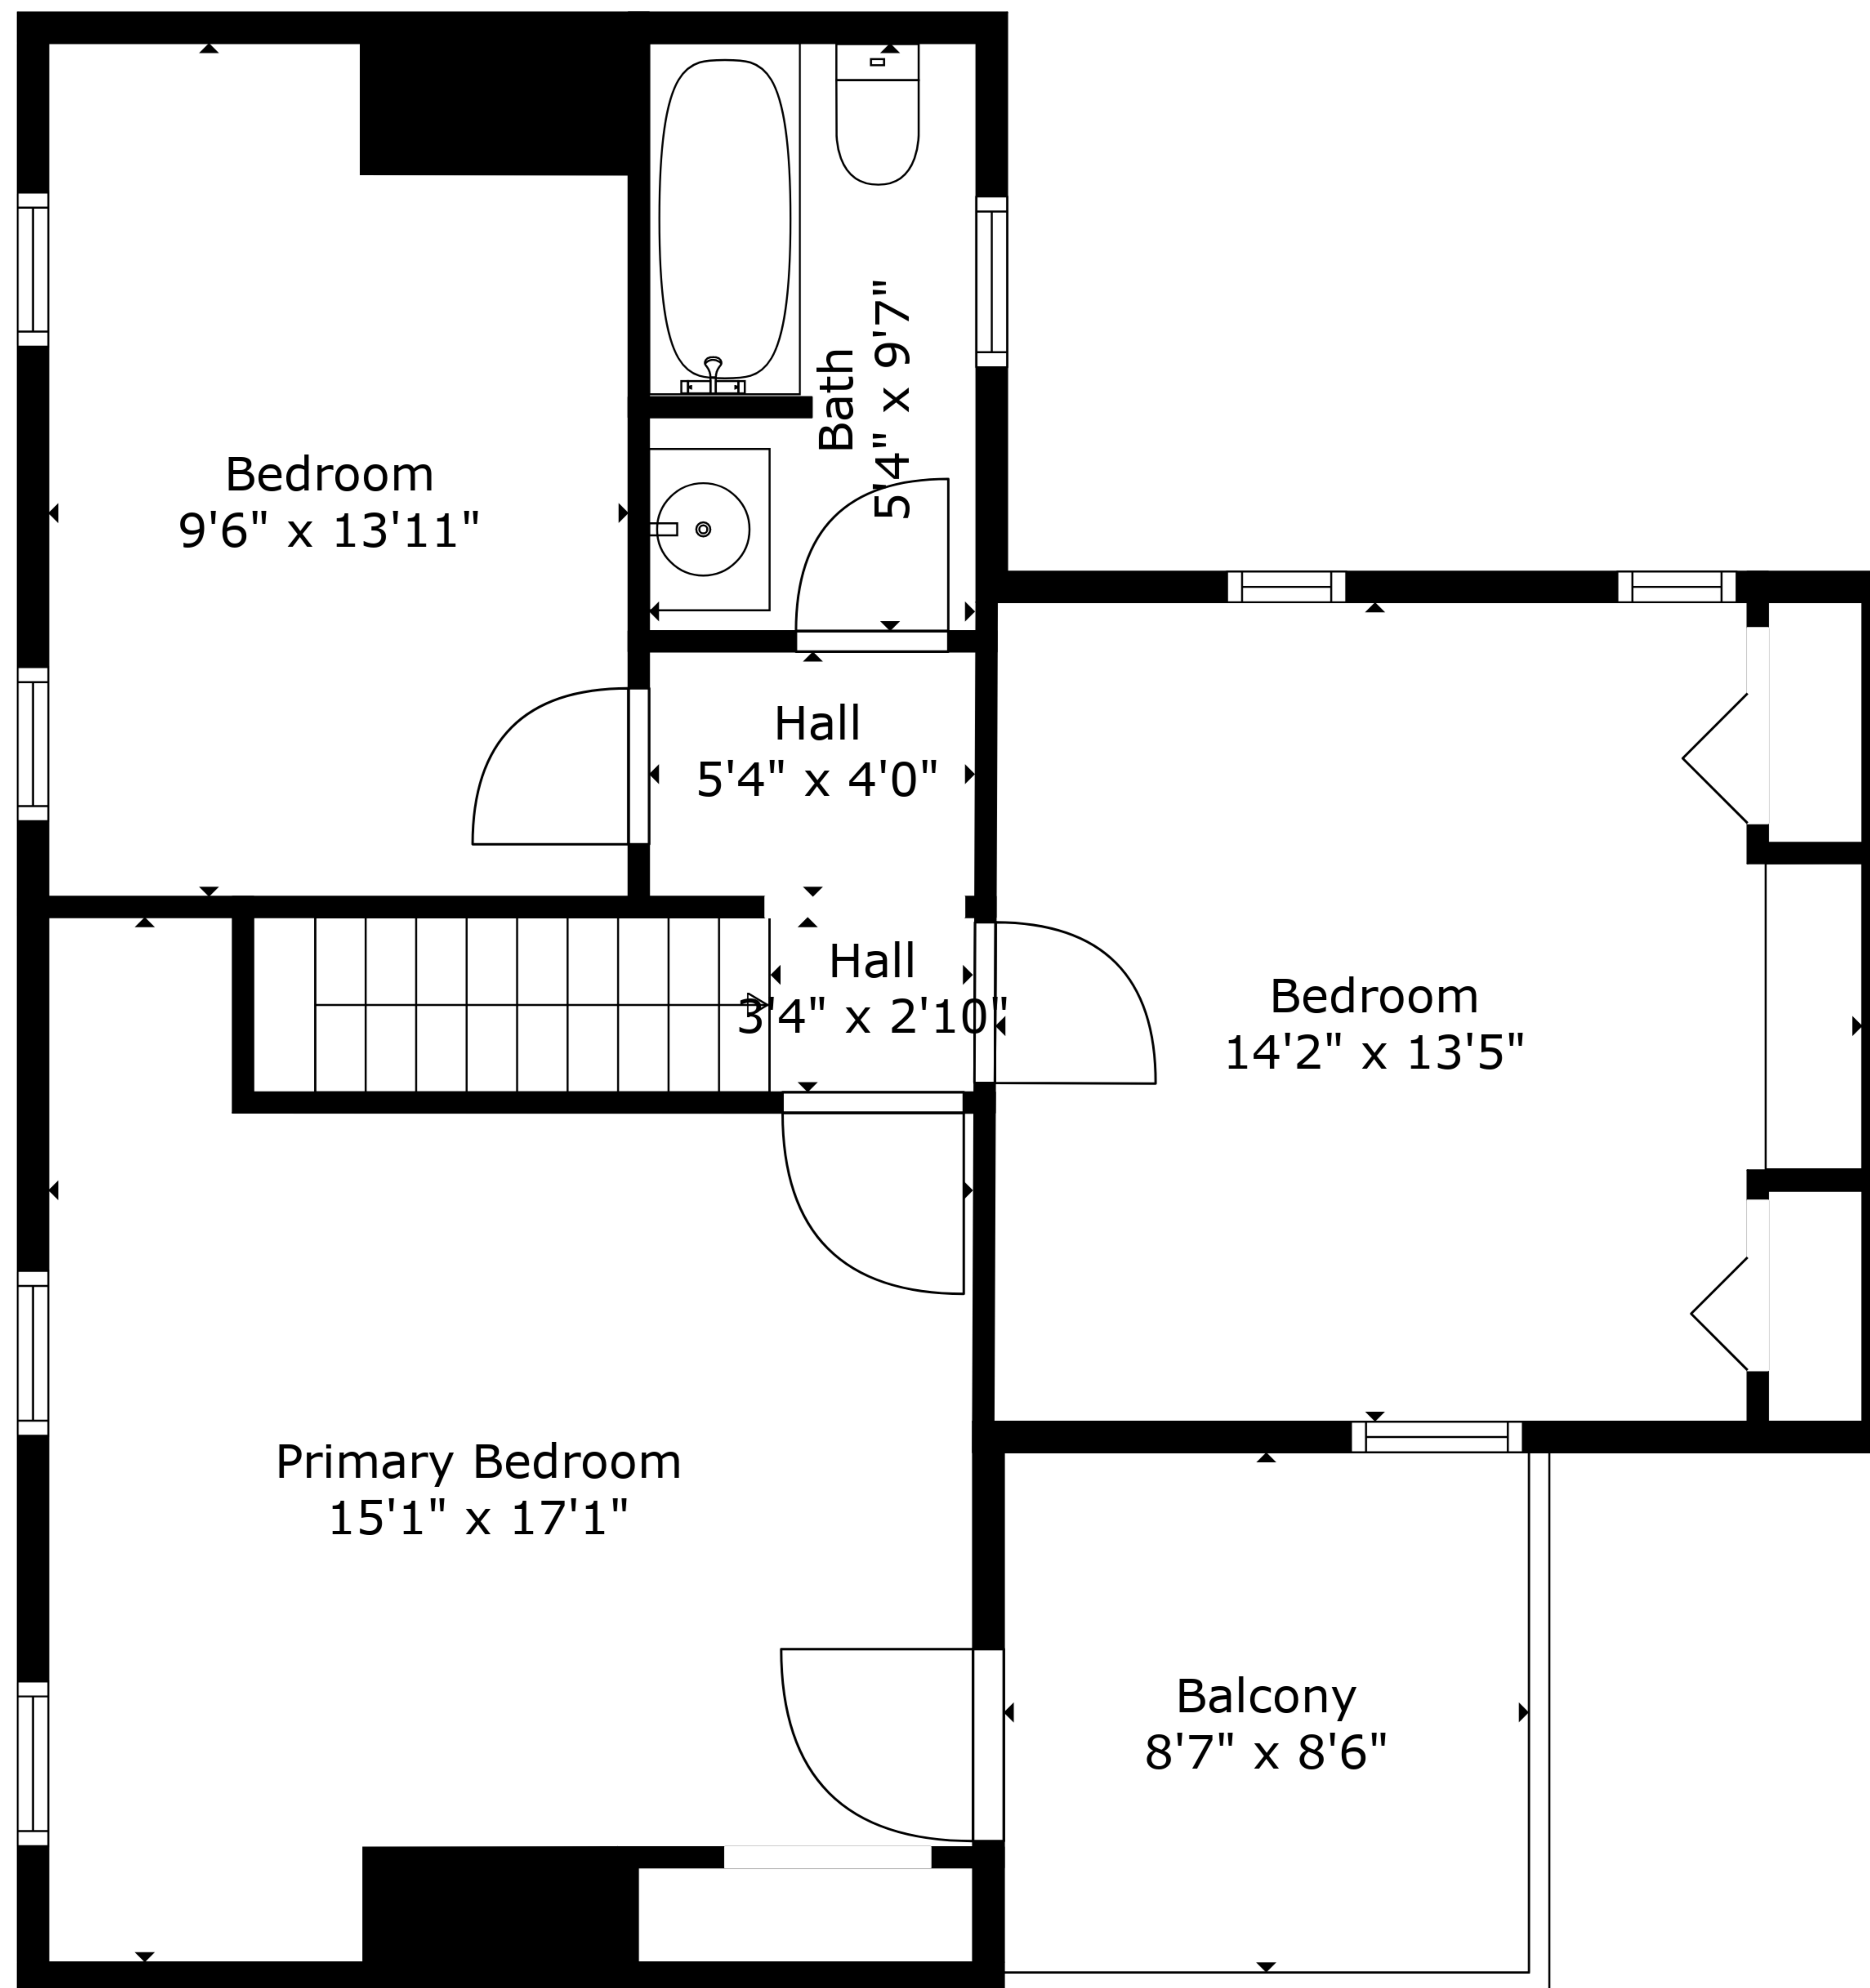 Bath
5'4" x 9'7"
Bedroom
9'6" x 13'11"
Hall
5'4" x 4'0"
Hall
3'4" x 2'10"
Bedroom
14'2" x 13'5"
Primary Bedroom
15'1" x 17'1"
Balcony
8'7" x 8'6"